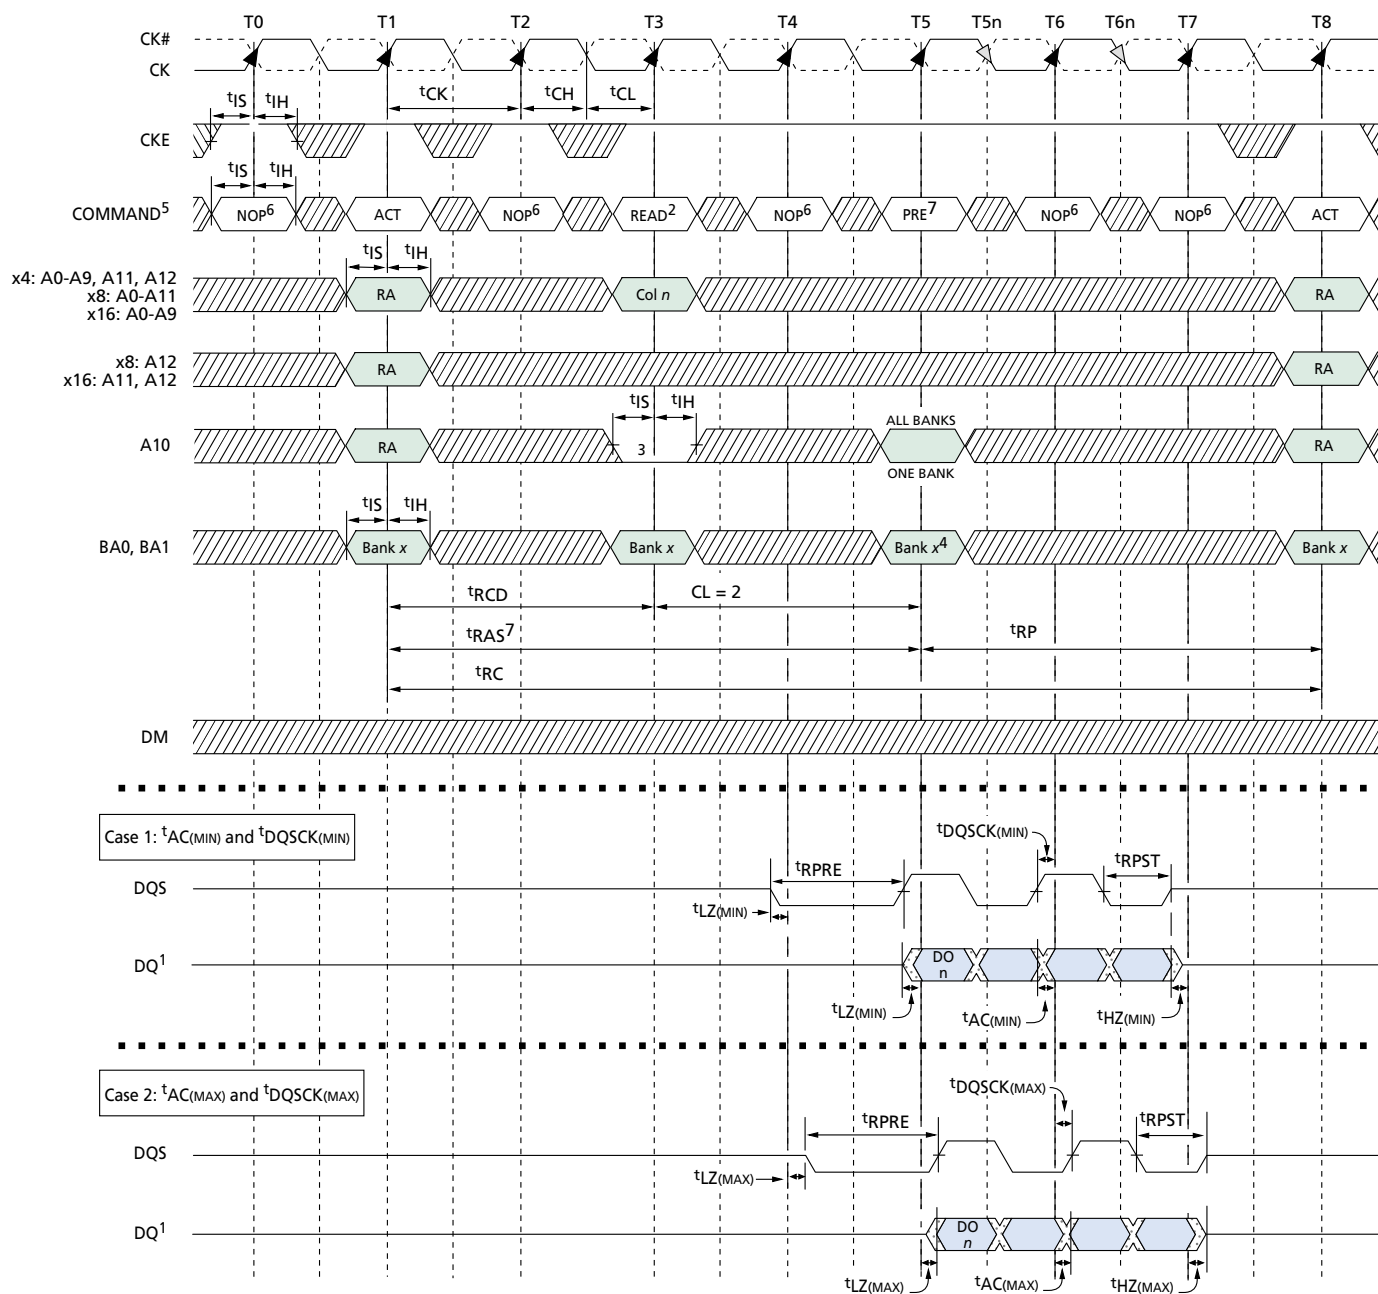 T0 T1 T2 T3 T4 T5 T5n T6 T6n T7 T8
CK#
CK
tCK tCH tCL
tIS tIH
CKE
tIS tIH
COMMAND5 NOP6 ACT NOP6 READ2 NOP6 PRE7 NOP6 NOP6 ACT
tIS tIH
x4: A0-A9, A11, A12
x8: A0-A11
x16: A0-A9
RA Col n RA
x8: A12
x16: A11, A12
RA RA
tIS tIH
ALL BANKS
A10 RA 3 RA
ONE BANK
tIS tIH
BA0, BA1 Bank x Bank x Bank x4 Bank x
tRCD CL = 2
tRAS7 tRP
tRC
DM
Case 1: tAC(MIN) and tDQSCK(MIN)
tDQSCK(MIN)
tRPRE tRPST
DQS
tLZ(MIN)
DQ1 DO
n
tLZ(MIN) tAC(MIN) tHZ(MIN)
Case 2: tAC(MAX) and tDQSCK(MAX)
tDQSCK(MAX)
tRPRE tRPST
DQS
tLZ(MAX)
DQ1 DO
n
tLZ(MAX) tAC(MAX) tHZ(MAX)